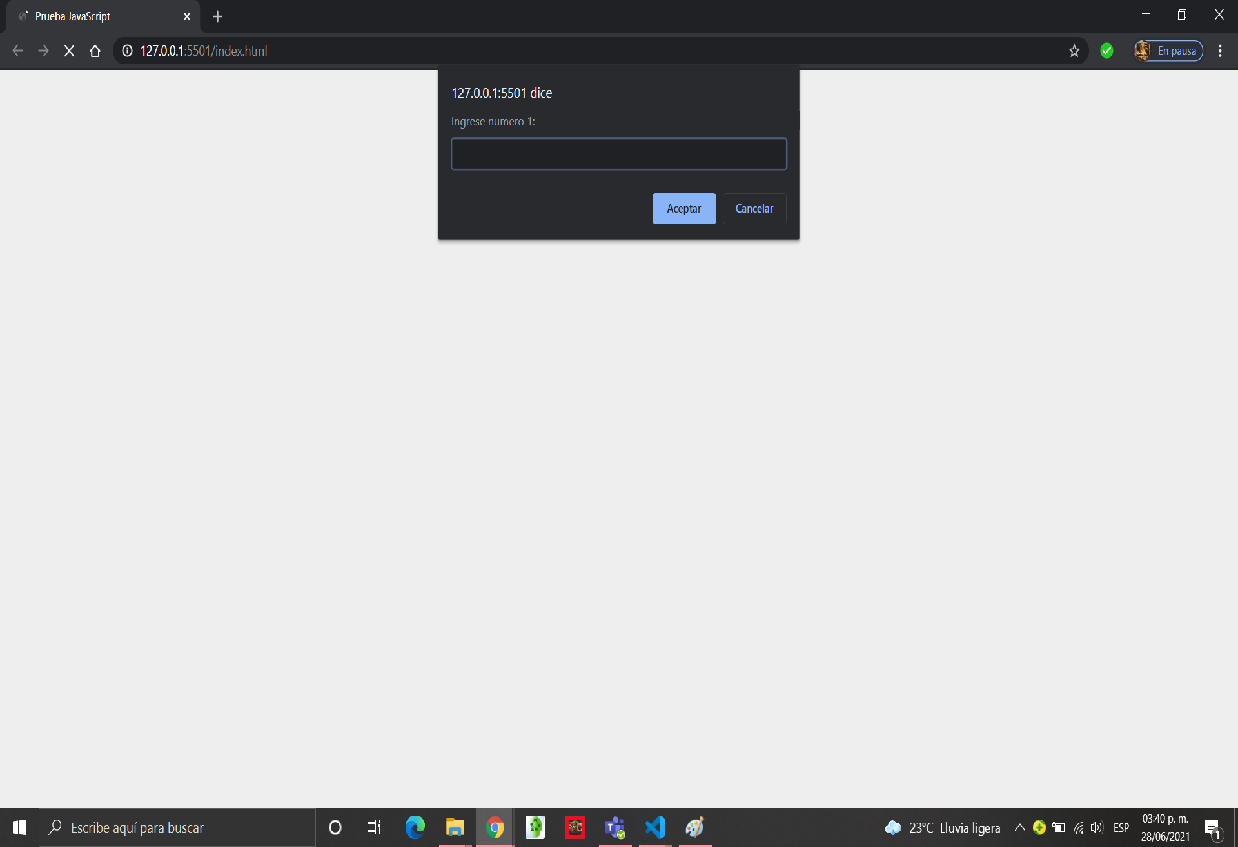 Prueba JavaScript
127.0.0.1:5501/index.html
En pausa
127.0.0.1:5501 dice
Ingrese numero 1:
Aceptar
Cancelar
Escribe aquí para buscar
23°C Lluvia ligera
ESP
03:40 p. m.
28/06/2021
1